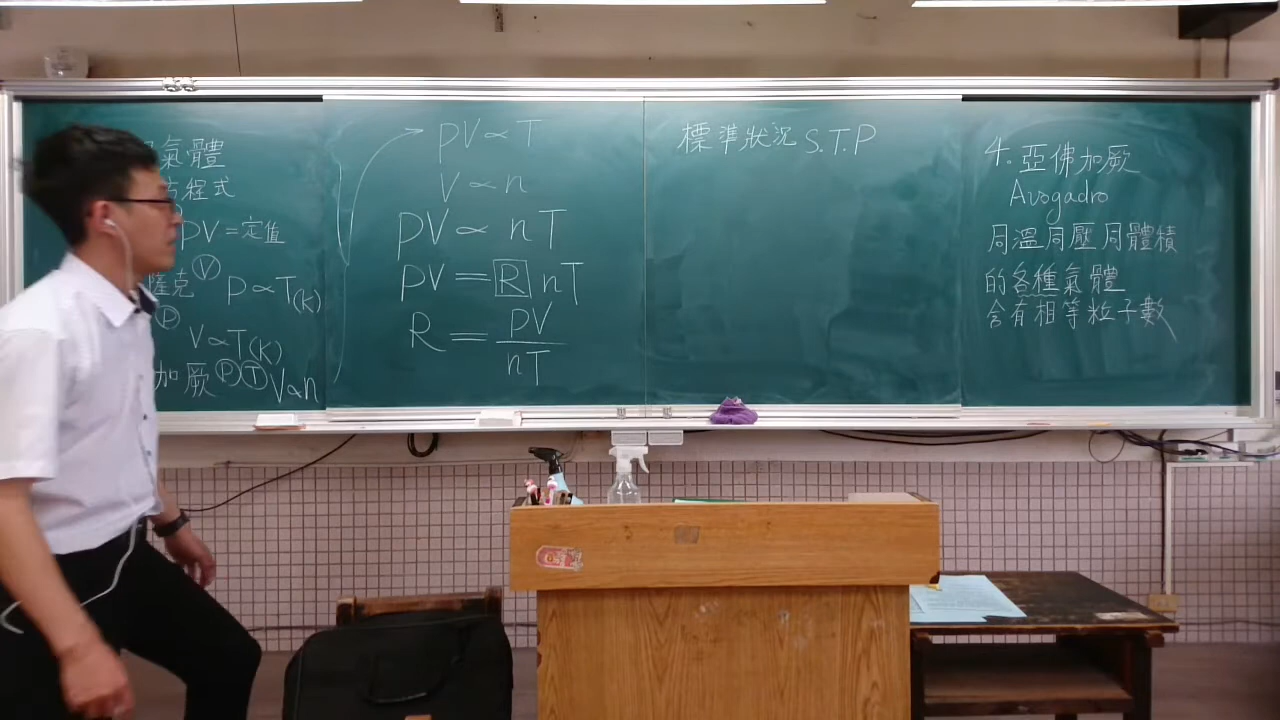 氣體
方程式
PV=定值
薩克 Ⓥ P∝T(K)
Ⓟ V∝T(K)
加厥 Ⓟ Ⓣ V∝n
PV∝T
V∝n
PV∝nT
PV=R nT
R=PV/nT
標準狀況 S.T.P
4. 亞佛加厥
Avogadro
同溫同壓同體積
的各種氣體
含有相等粒子數